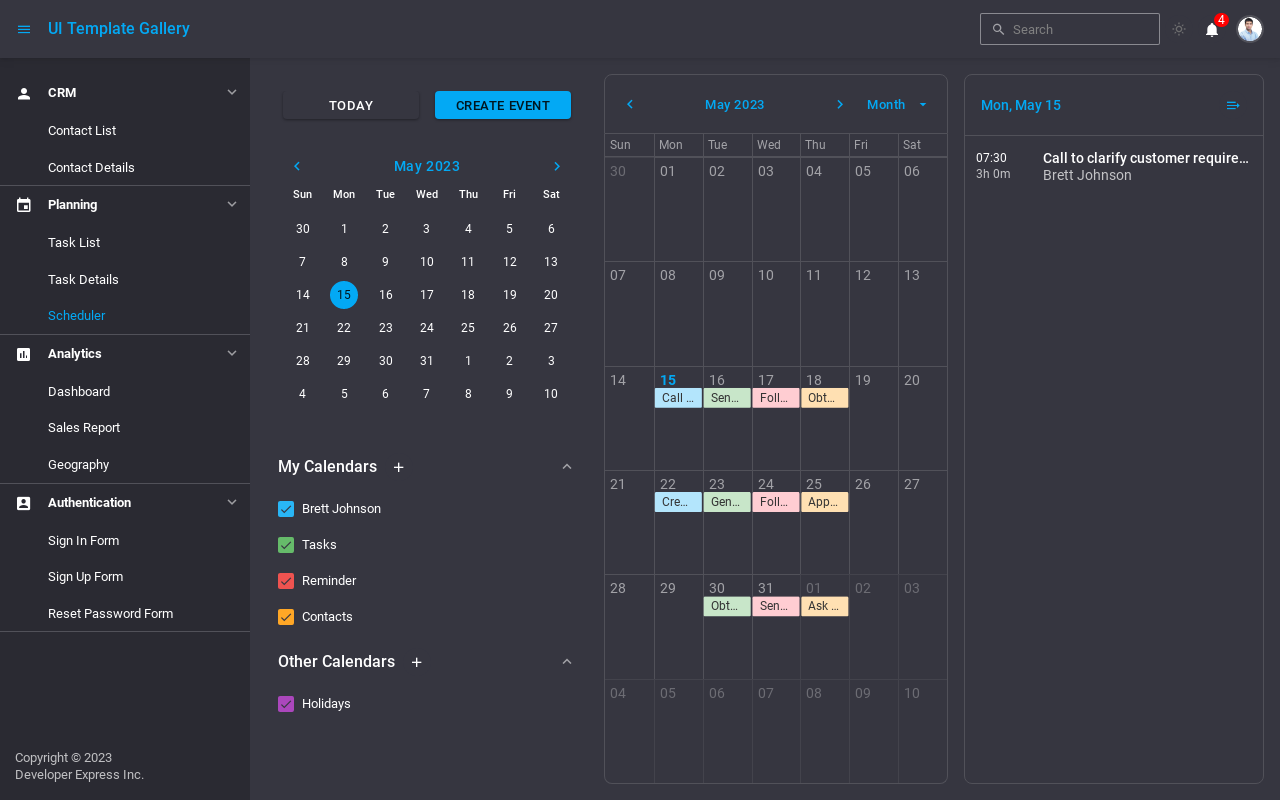 UI Template Gallery
Search
4
CRM
Contact List
Contact Details
Planning
Task List
Task Details
Scheduler
Analytics
Dashboard
Sales Report
Geography
Authentication
Sign In Form
Sign Up Form
Reset Password Form
Copyright © 2023
Developer Express Inc.
TODAY CREATE EVENT
May 2023
Sun Mon Tue Wed Thu Fri Sat
30 1 2 3 4 5 6
7 8 9 10 11 12 13
14 15 16 17 18 19 20
21 22 23 24 25 26 27
28 29 30 31 1 2 3
4 5 6 7 8 9 10
My Calendars
Brett Johnson
Tasks
Reminder
Contacts
Other Calendars
Holidays
May 2023 Month
Sun Mon Tue Wed Thu Fri Sat
30 01 02 03 04 05 06
07 08 09 10 11 12 13
14 15 16 17 18 19 20
Call ... Sen... Foll... Obt...
21 22 23 24 25 26 27
Cre... Gen... Foll... App...
28 29 30 31 01 02 03
Obt... Sen... Ask ...
04 05 06 07 08 09 10
Mon, May 15
07:30 Call to clarify customer require...
3h 0m Brett Johnson